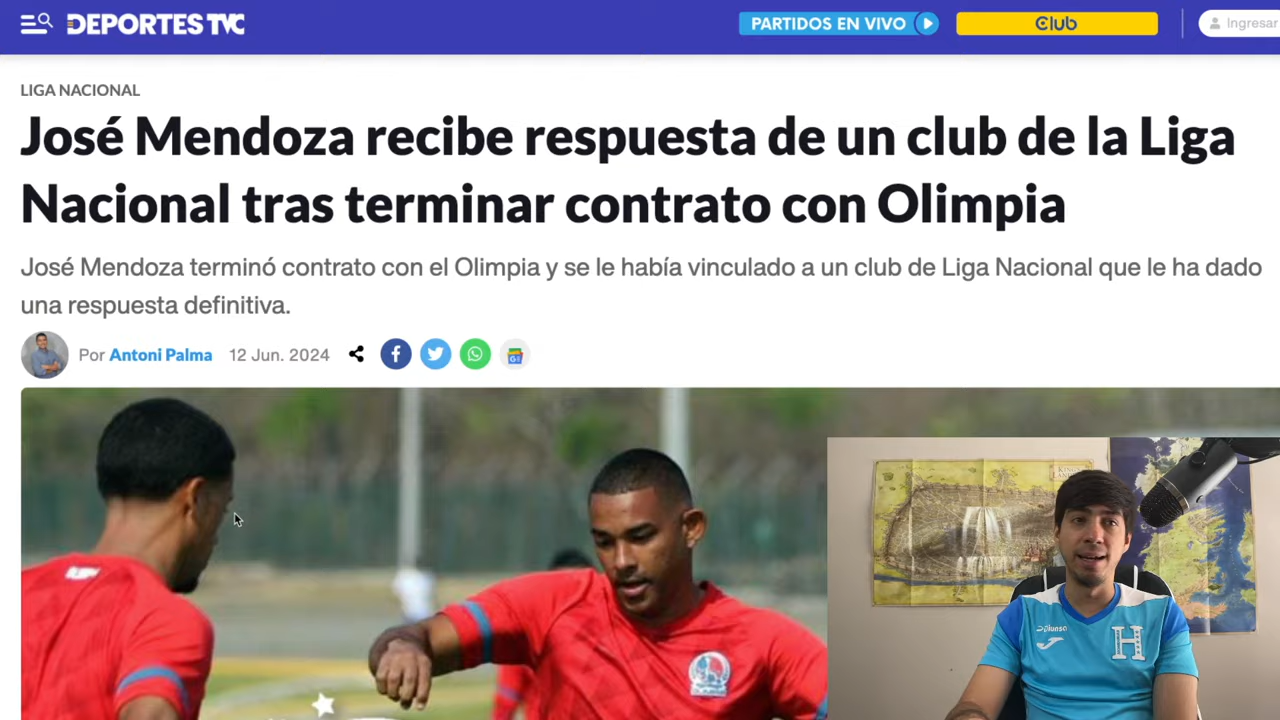 DEPORTES TVC
PARTIDOS EN VIVO
Club
Ingresar
LIGA NACIONAL
José Mendoza recibe respuesta de un club de la Liga
Nacional tras terminar contrato con Olimpia
José Mendoza terminó contrato con el Olimpia y se le había vinculado a un club de Liga Nacional que le ha dado
una respuesta definitiva.
Por Antoni Palma 12 Jun. 2024
H